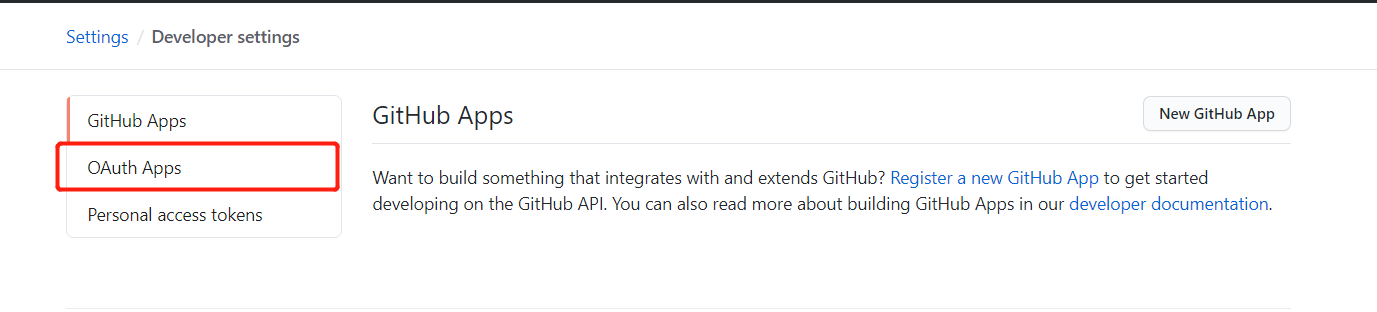 Settings / Developer settings
GitHub Apps
OAuth Apps
Personal access tokens
GitHub Apps
New GitHub App
Want to build something that integrates with and extends GitHub? Register a new GitHub App to get started
developing on the GitHub API. You can also read more about building GitHub Apps in our developer documentation.